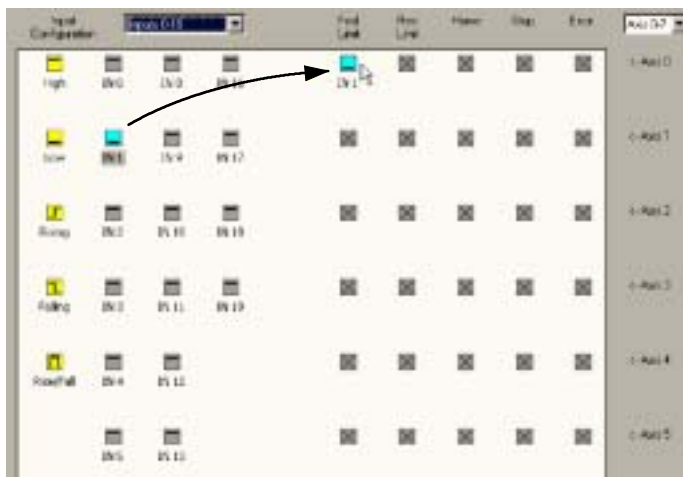 Input Configuration
Inputs 0-19
Fwd Limit
Rev Limit
Home
Stop
Error
Axis 0-7
High
IN 0
IN 8
IN 16
IN 1
<- Axis 0
Low
IN 1
IN 9
IN 17
<- Axis 1
Rising
IN 2
IN 10
IN 18
<- Axis 2
Falling
IN 3
IN 11
IN 19
<- Axis 3
Rise/Fall
IN 4
IN 12
<- Axis 4
IN 5
IN 13
<- Axis 5